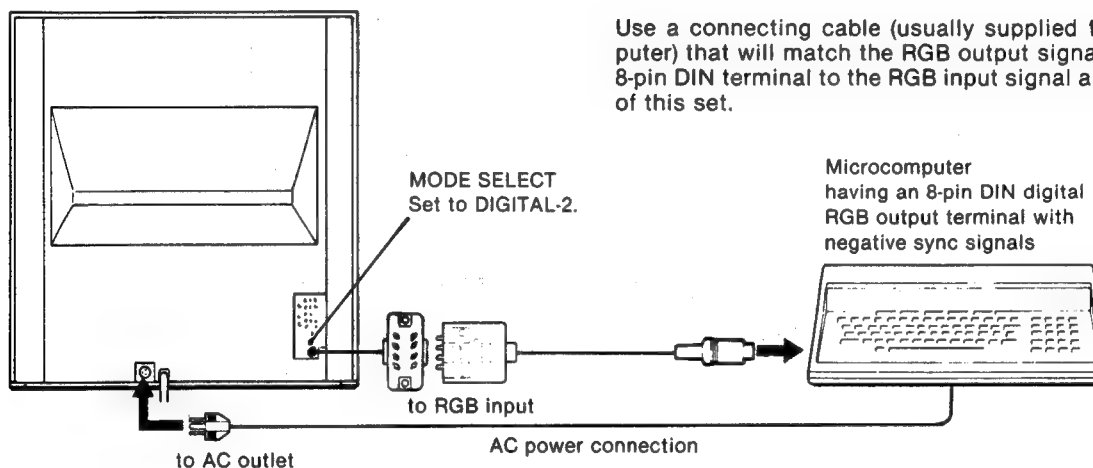 Use a connecting cable (usually supplied
puter) that will match the RGB output
8-pin DIN terminal to the RGB input signal
of this set.
MODE SELECT
Set to DIGITAL-2.
Microcomputer
having an 8-pin DIN digital
RGB output terminal with
negative sync signals
to RGB input
AC power connection
to AC outlet